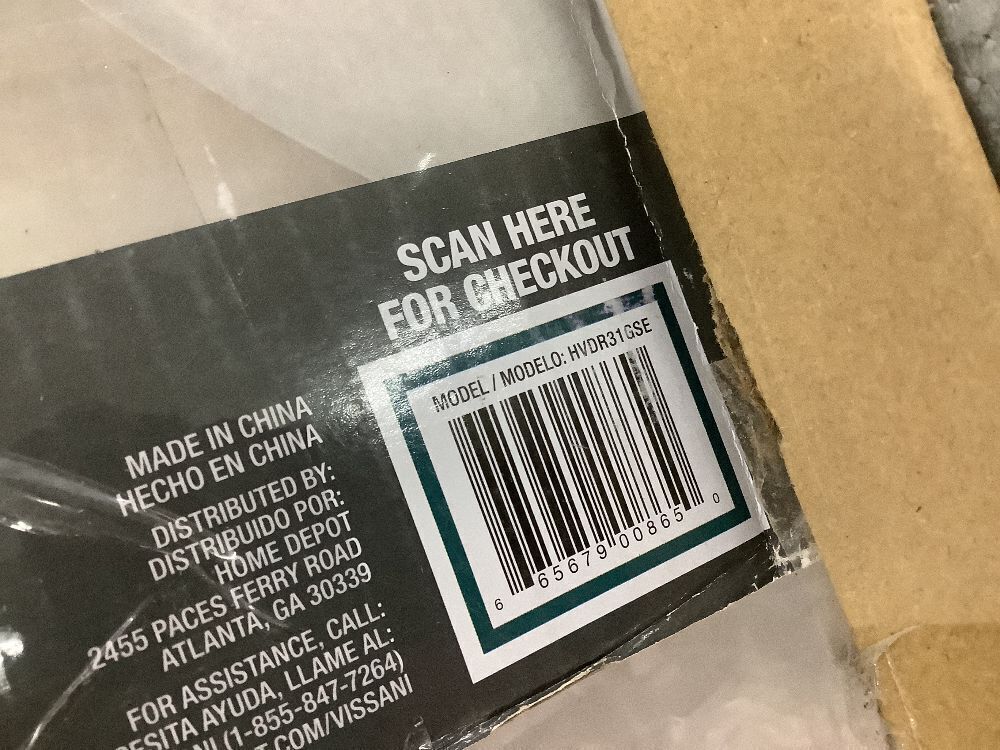 SCAN HERE
FOR CHECKOUT
MODEL / MODELO: HVDR31GSE
6 65679 00865 0
MADE IN CHINA
HECHO EN CHINA
DISTRIBUTED BY:
DISTRIBUIDO POR:
HOME DEPOT
2455 PACES FERRY ROAD
ATLANTA, GA 30339
FOR ASSISTANCE, CALL:
ESITA AYUDA, LLAME AL:
NI (1-855-847-7264)
T.COM/VISSANI